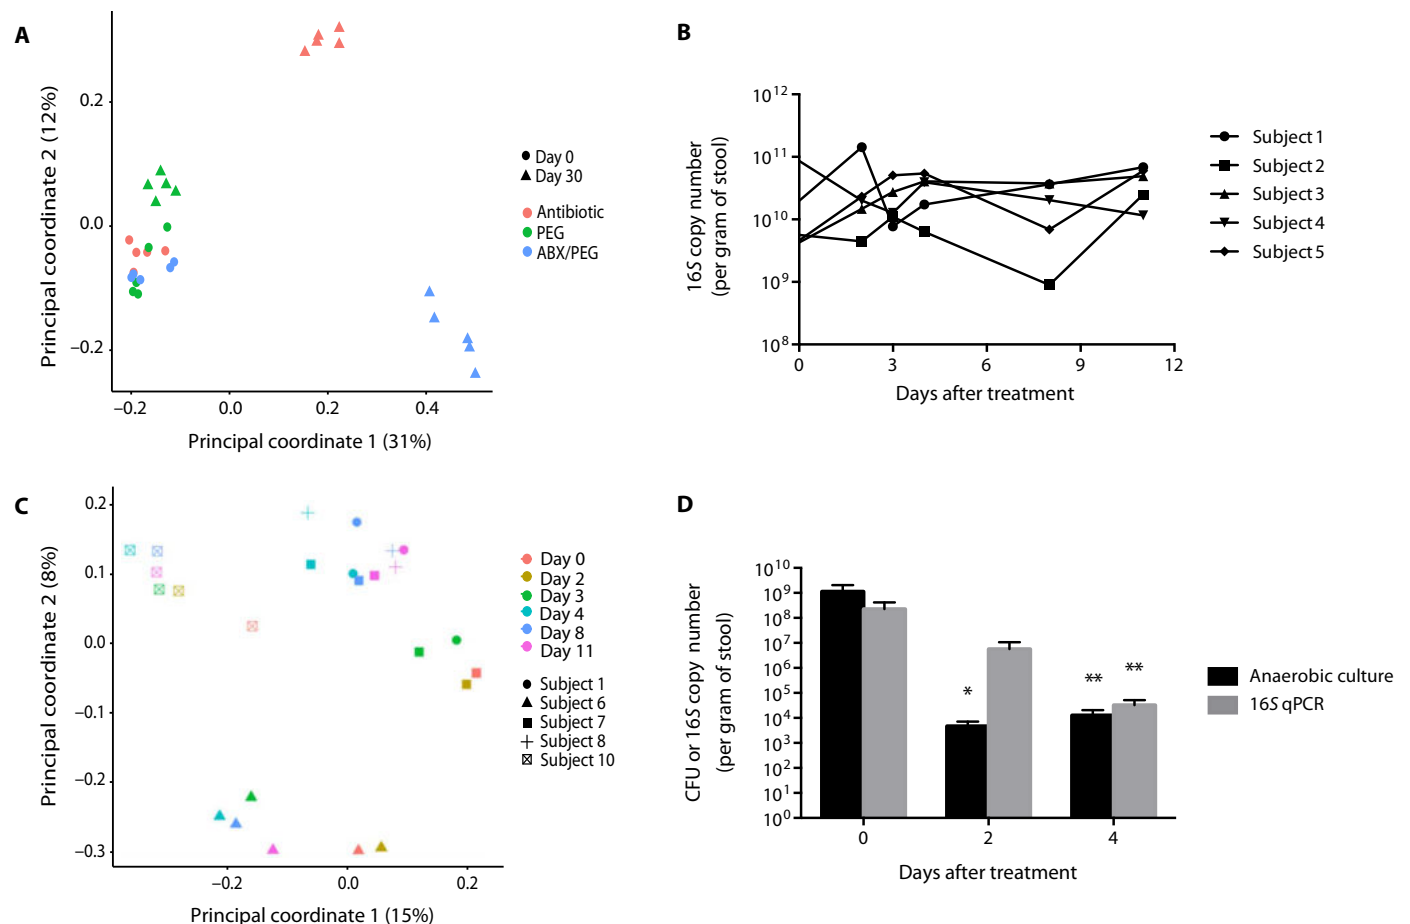 A
Principal coordinate 2 (12%)
0.2
0.0
−0.2
−0.2
0.0
0.2
0.4
Principal coordinate 1 (31%)
Day 0
Day 30
Antibiotic
PEG
ABX/PEG
B
16S copy number
(per gram of stool)
10¹²
10¹¹
10¹⁰
10⁹
10⁸
0
3
6
9
12
Days after treatment
Subject 1
Subject 2
Subject 3
Subject 4
Subject 5
C
Principal coordinate 2 (8%)
0.2
0.1
0.0
−0.1
−0.2
−0.3
−0.2
0.0
0.2
Principal coordinate 1 (15%)
Day 0
Day 2
Day 3
Day 4
Day 8
Day 11
Subject 1
Subject 6
Subject 7
Subject 8
Subject 10
D
CFU or 16S copy number
(per gram of stool)
10¹⁰
10⁹
10⁸
10⁷
10⁶
10⁵
10⁴
10³
10²
10¹
10⁰
*
**
**
0
2
4
Days after treatment
Anaerobic culture
16S qPCR